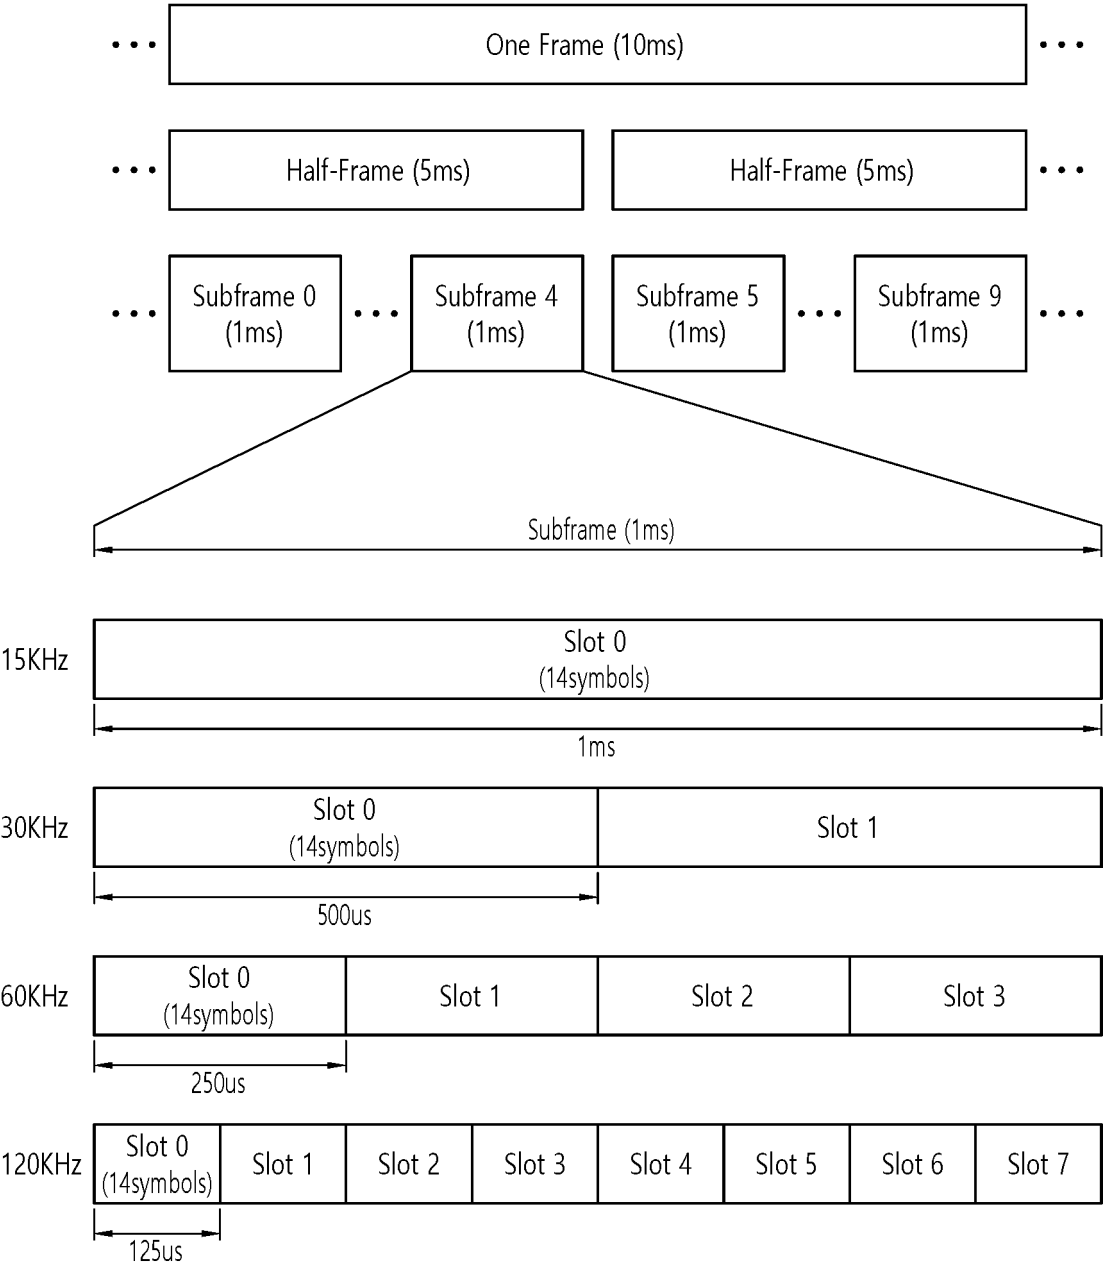 One Frame (10ms)
Half-Frame (5ms)
Half-Frame (5ms)
Subframe 0
(1ms)
Subframe 4
(1ms)
Subframe 5
(1ms)
Subframe 9
(1ms)
Subframe (1ms)
15KHz
Slot 0
(14symbols)
1ms
30KHz
Slot 0
(14symbols)
Slot 1
500us
60KHz
Slot 0
(14symbols)
Slot 1
Slot 2
Slot 3
250us
120KHz
Slot 0
(14symbols)
Slot 1
Slot 2
Slot 3
Slot 4
Slot 5
Slot 6
Slot 7
125us